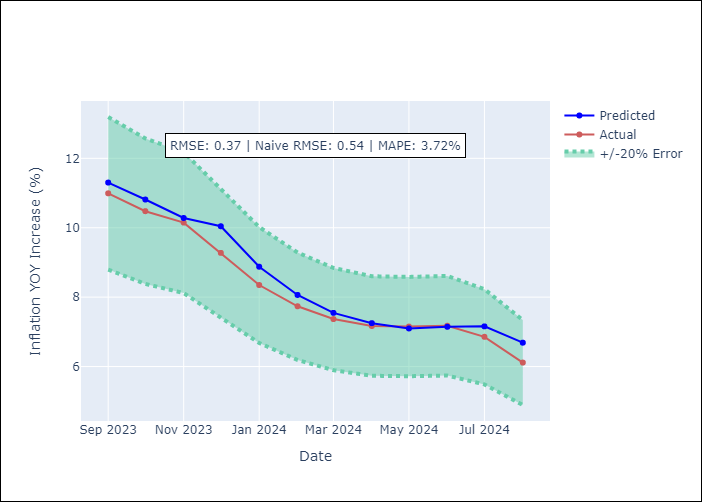 RMSE: 0.37 | Naive RMSE: 0.54 | MAPE: 3.72%
Predicted
Actual
+/-20% Error
Inflation YOY Increase (%)
12
10
8
6
Sep 2023
Nov 2023
Jan 2024
Mar 2024
May 2024
Jul 2024
Date